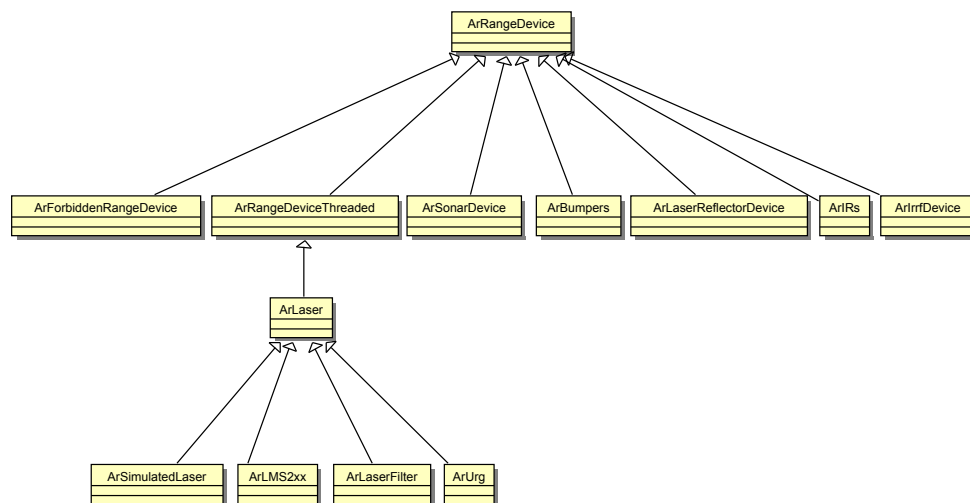 ArRangeDevice
ArForbiddenRangeDevice
ArRangeDeviceThreaded
ArSonarDevice
ArBumpers
ArLaserReflectorDevice
ArIRs
ArIrrfDevice
ArLaser
ArSimulatedLaser
ArLMS2xx
ArLaserFilter
ArUrg